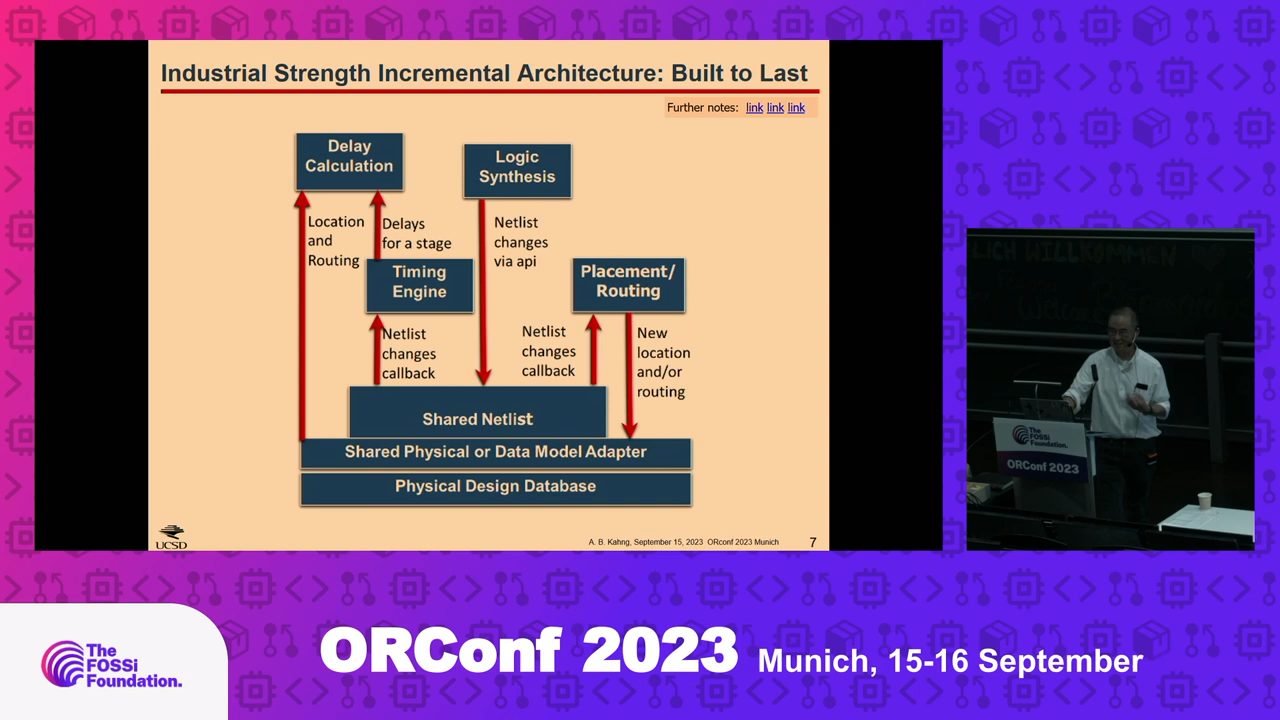 Industrial Strength Incremental Architecture: Built to Last
Further notes: link link link
Delay
Calculation
Logic
Synthesis
Location
and
Routing
Delays
for a stage
Netlist
changes
via api
Timing
Engine
Placement/
Routing
Netlist
changes
callback
Netlist
changes
callback
New
location
and/or
routing
Shared Netlist
Shared Physical or Data Model Adapter
Physical Design Database
UCSD
A. B. Kahng, September 15, 2023 ORconf 2023 Munich
7
LICH WILLKOMMEN
The
FOSSi
Foundation.
ORConf 2023
The
FOSSi
Foundation.
ORConf 2023 Munich, 15-16 September